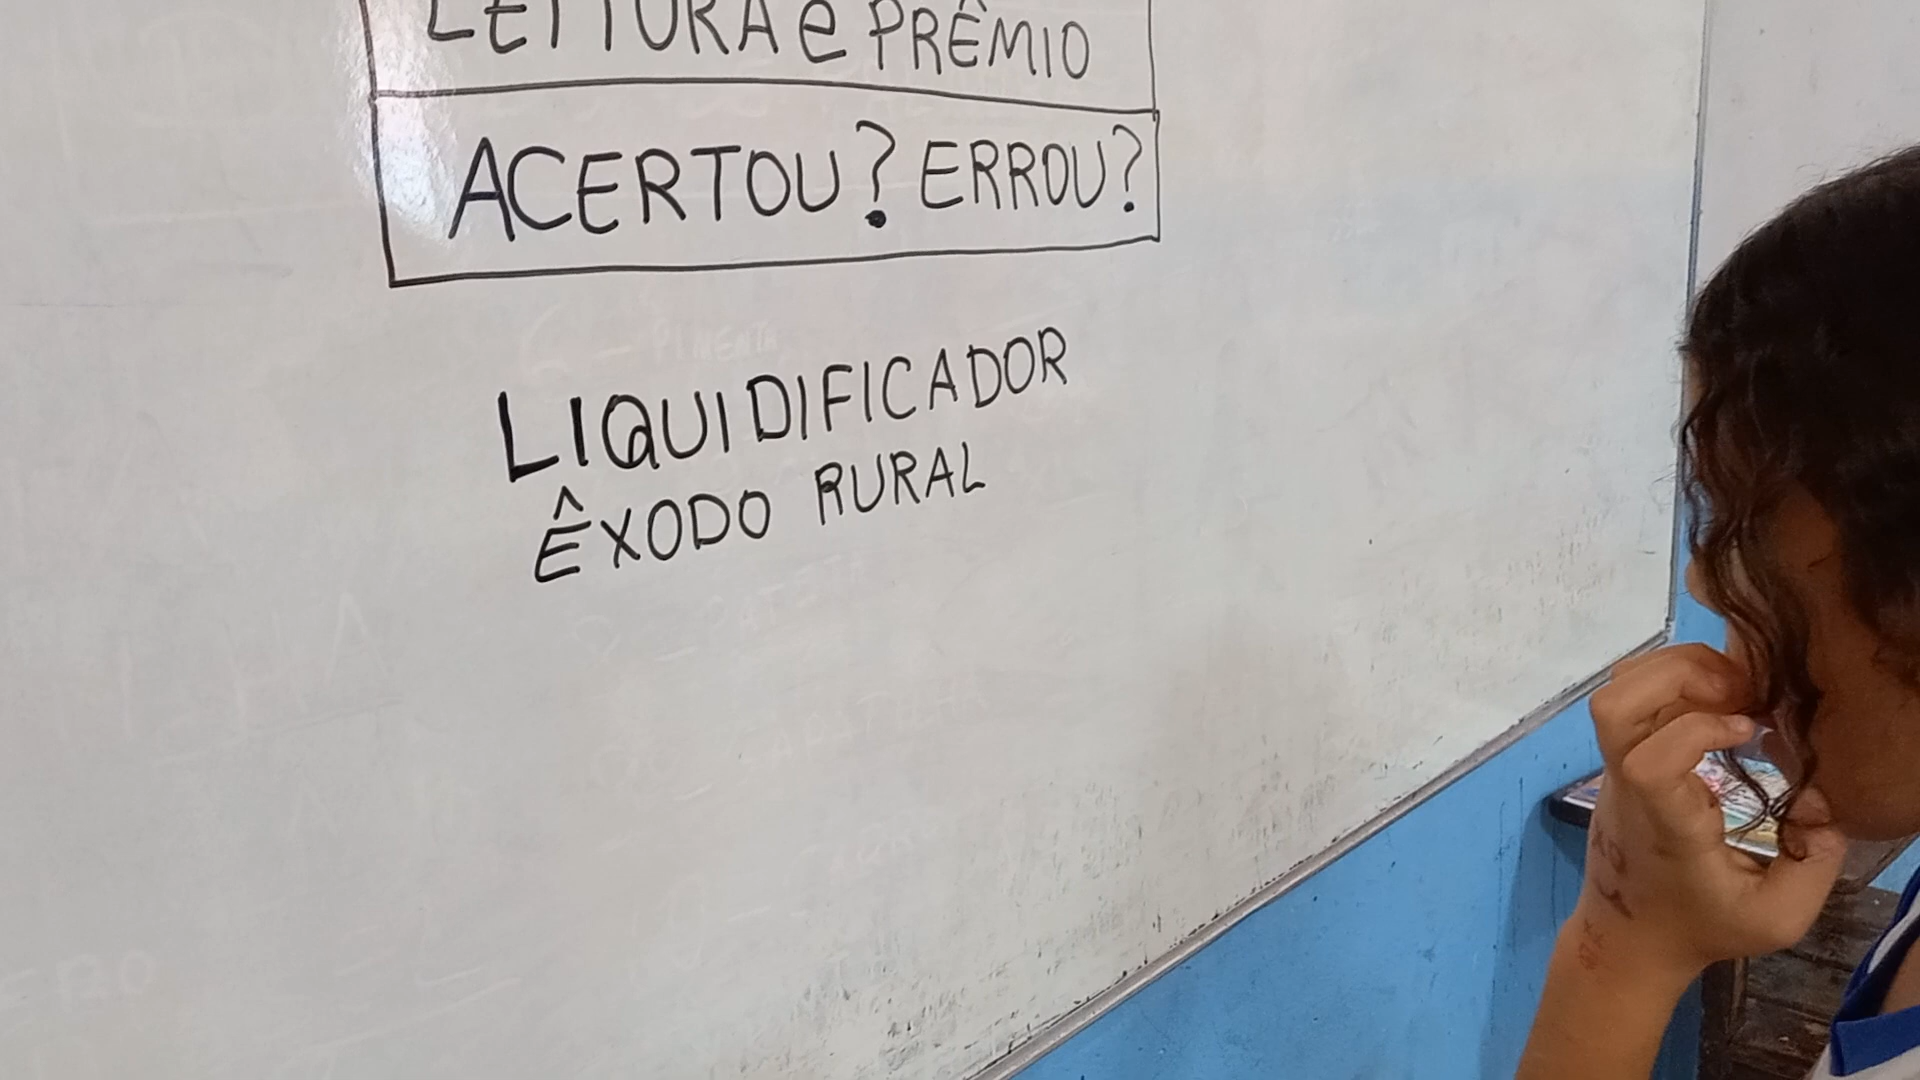 LEITURA e PRÊMIO
ACERTOU? ERROU?
LIQUIDIFICADOR
ÊXODO RURAL